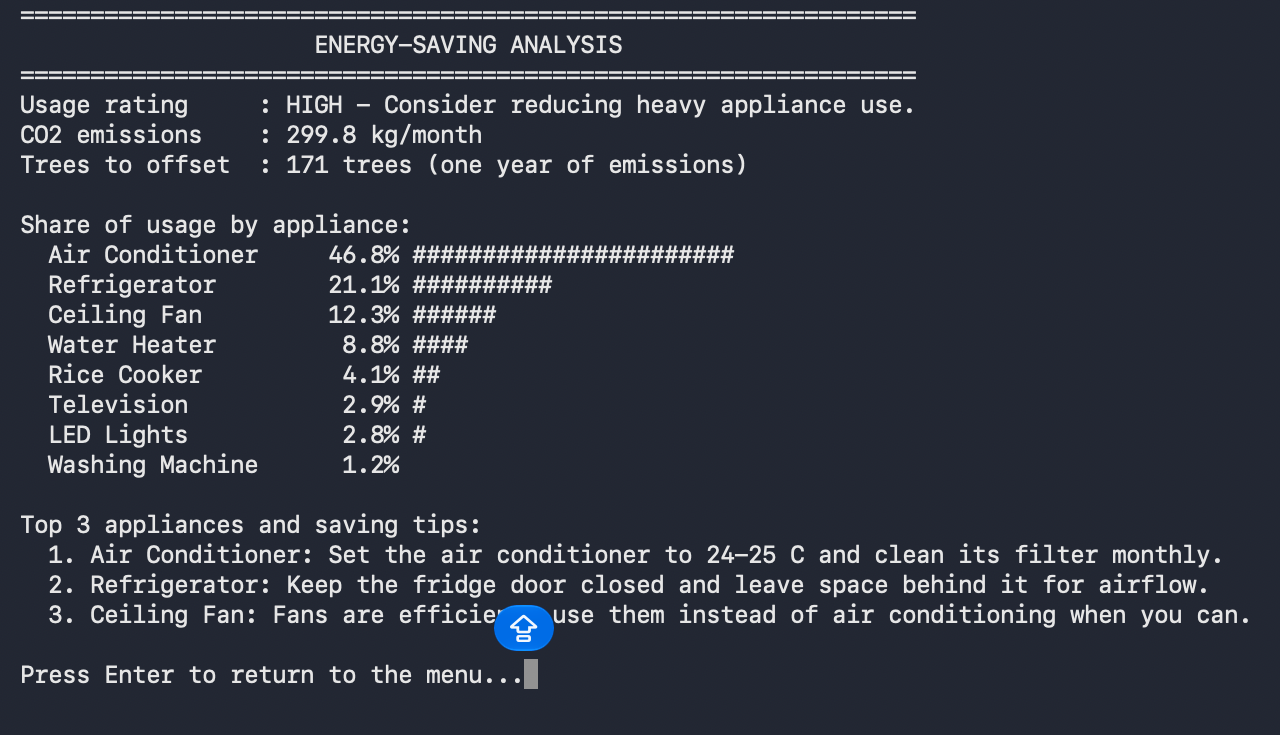 ================================================================
                     ENERGY-SAVING ANALYSIS
================================================================
Usage rating     : HIGH - Consider reducing heavy appliance use.
CO2 emissions    : 299.8 kg/month
Trees to offset  : 171 trees (one year of emissions)

Share of usage by appliance:
  Air Conditioner     46.8% #######################
  Refrigerator        21.1% ##########
  Ceiling Fan         12.3% ######
  Water Heater         8.8% ####
  Rice Cooker          4.1% ##
  Television           2.9% #
  LED Lights           2.8% #
  Washing Machine      1.2%

Top 3 appliances and saving tips:
  1. Air Conditioner: Set the air conditioner to 24-25 C and clean its filter monthly.
  2. Refrigerator: Keep the fridge door closed and leave space behind it for airflow.
  3. Ceiling Fan: Fans are use them instead of air conditioning when you can.

Press Enter to return to the menu...